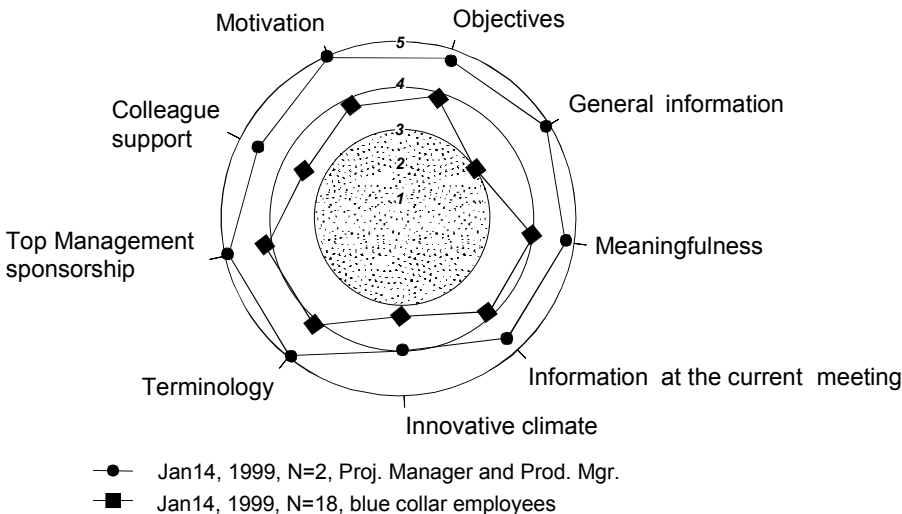 Motivation
Objectives
5
4
3
2
1
General information
Colleague
support
Top Management
sponsorship
Meaningfulness
Information at the current meeting
Terminology
Innovative climate
Jan14, 1999, N=2, Proj. Manager and Prod. Mgr.
Jan14, 1999, N=18, blue collar employees